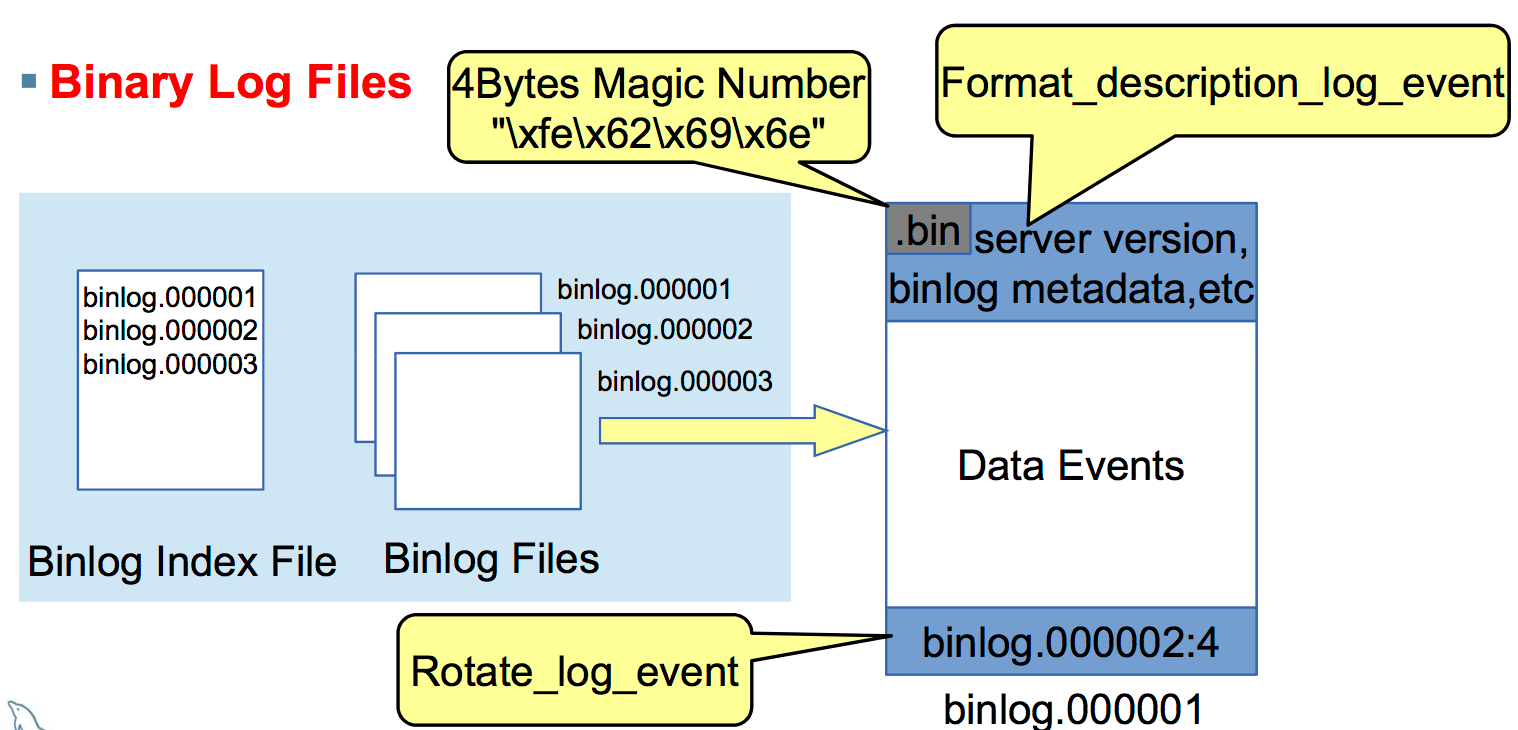 Binary Log Files
4Bytes Magic Number
"\xfe\x62\x69\x6e"
Format_description_log_event
.bin
server version,
binlog metadata,etc
binlog.000001
binlog.000002
binlog.000003
binlog.000001
binlog.000002
binlog.000003
Data Events
Binlog Index File
Binlog Files
Rotate_log_event
binlog.000002:4
binlog.000001